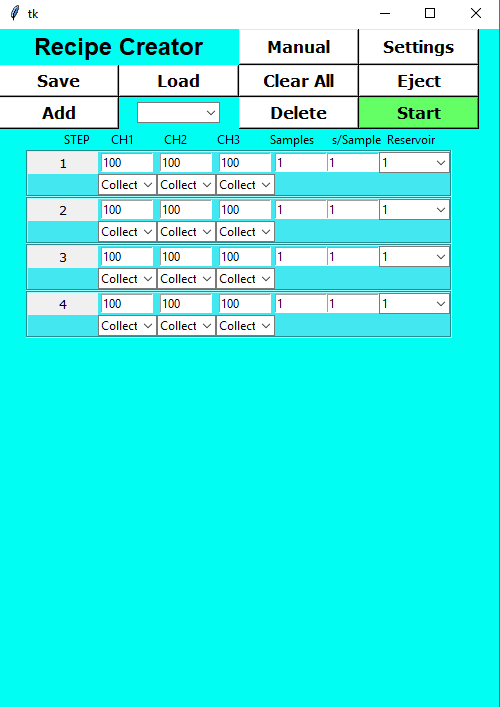 tk
Recipe Creator Manual Settings
Save Load Clear All Eject
Add Delete Start
STEP CH1 CH2 CH3 Samples s/Sample Reservoir
1 100 100 100 1 1 1
Collect Collect Collect
2 100 100 100 1 1 1
Collect Collect Collect
3 100 100 100 1 1 1
Collect Collect Collect
4 100 100 100 1 1 1
Collect Collect Collect